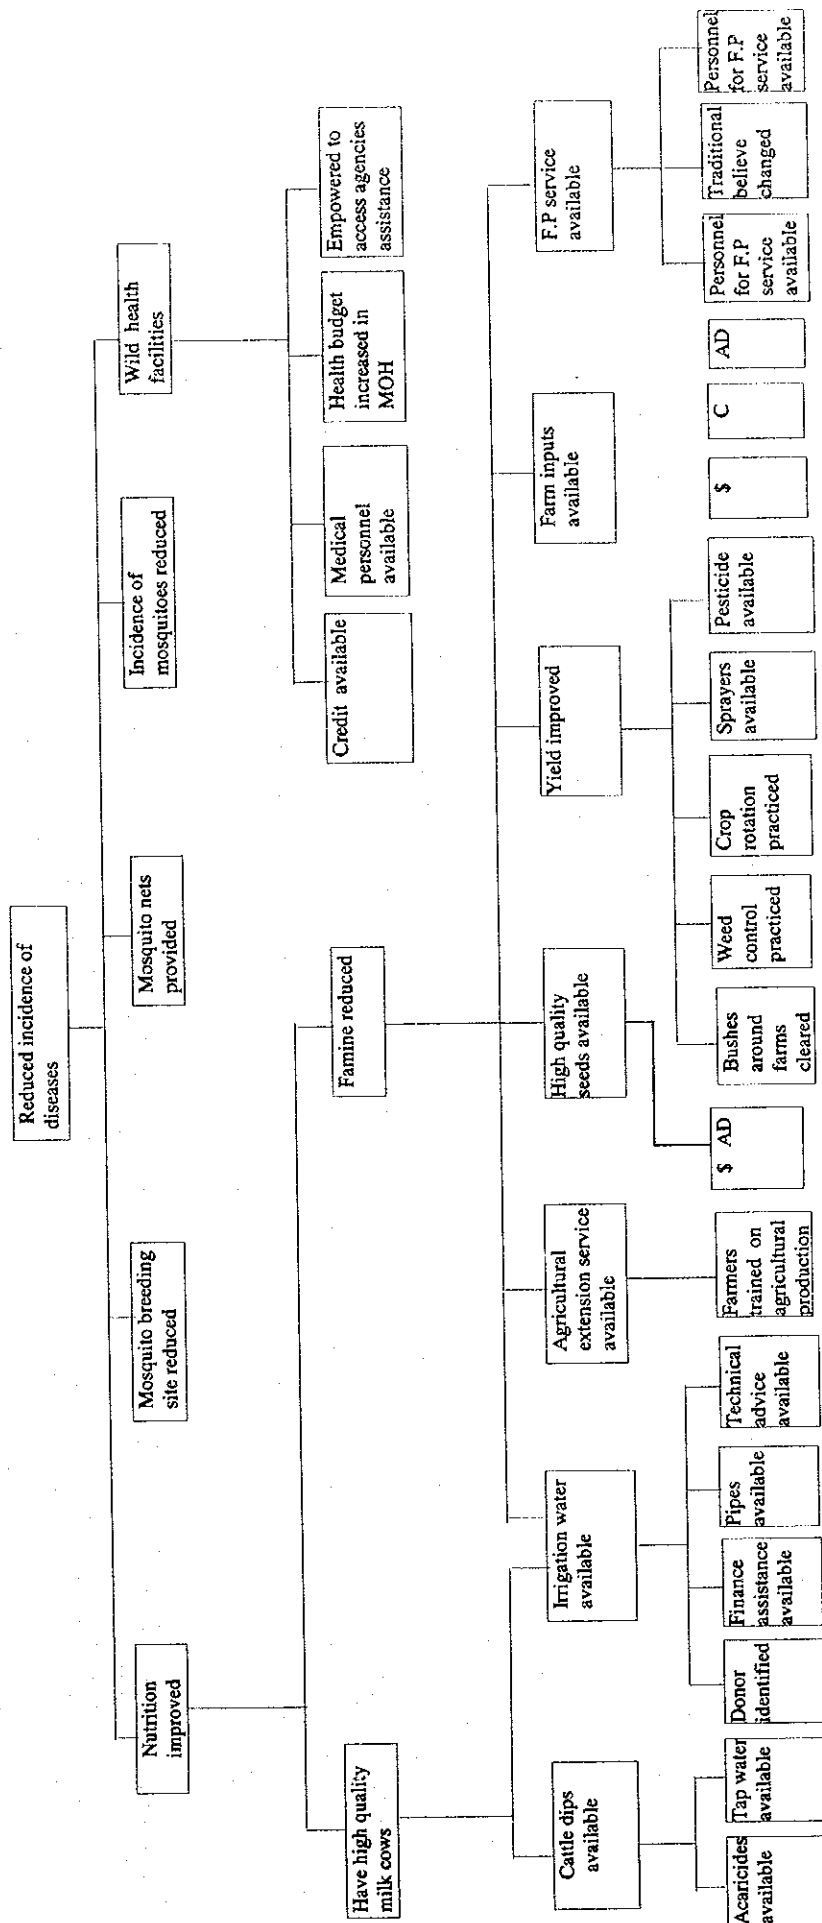 Reduced incidence of
diseases
Nutrition
improved
Mosquito breeding
site reduced
Mosquito nets
provided
Incidence of
mosquitoes reduced
Wild health
facilities
Have high quality
milk cows
Famine reduced
Credit available
Medical
personnel
available
Health budget
increased in
MOH
Empowered to
access agencies
assistance
Cattle dips
available
Irrigation water
available
Agricultural
extension service
available
High quality
seeds available
Yield improved
Farm inputs
available
F.P service
available
Acaricides
available
Tap water
available
Donor
identified
Finance
assistance
available
Pipes
available
Technical
advice
available
Farmers
trained on
agricultural
production
$ AD
Bushes
around
farms
cleared
Weed
control
practiced
Crop
rotation
practiced
Sprayers
available
Pesticide
available
$
C
AD
Personnel
for F.P
service
available
Traditional
believe
changed
Personnel
for F.P
service
available